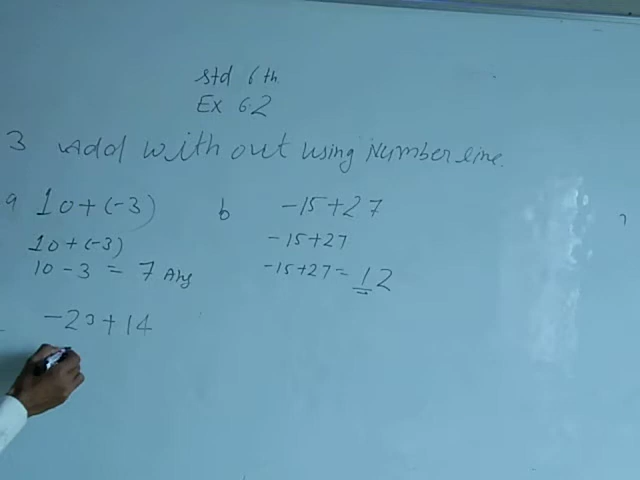 std 6th
Ex 6.2
3 Add with out using Number line.
a 10+(-3)
10+(-3)
10-3 = 7 Ans
b -15+27
-15+27
-15+27 = 12
-20+14